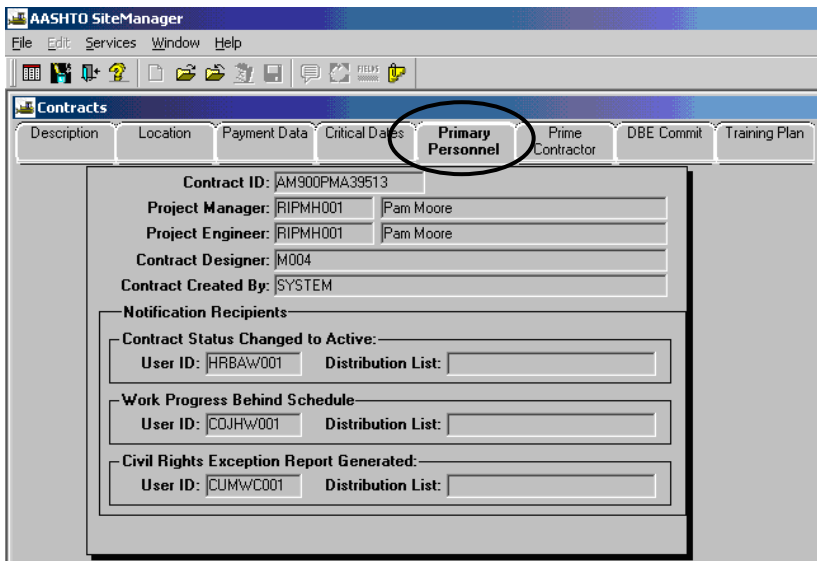 AASHTO SiteManager
File Edit Services Window Help
FIELDS
Contracts
Description Location Payment Data Critical Dates Primary Personnel Prime Contractor DBE Commit Training Plan
Contract ID: AM900PMA39513
Project Manager: RIPMH001 Pam Moore
Project Engineer: RIPMH001 Pam Moore
Contract Designer: M004
Contract Created By: SYSTEM
Notification Recipients
Contract Status Changed to Active:
User ID: HRBAW001 Distribution List:
Work Progress Behind Schedule
User ID: COJHW001 Distribution List:
Civil Rights Exception Report Generated:
User ID: CUMWC001 Distribution List: